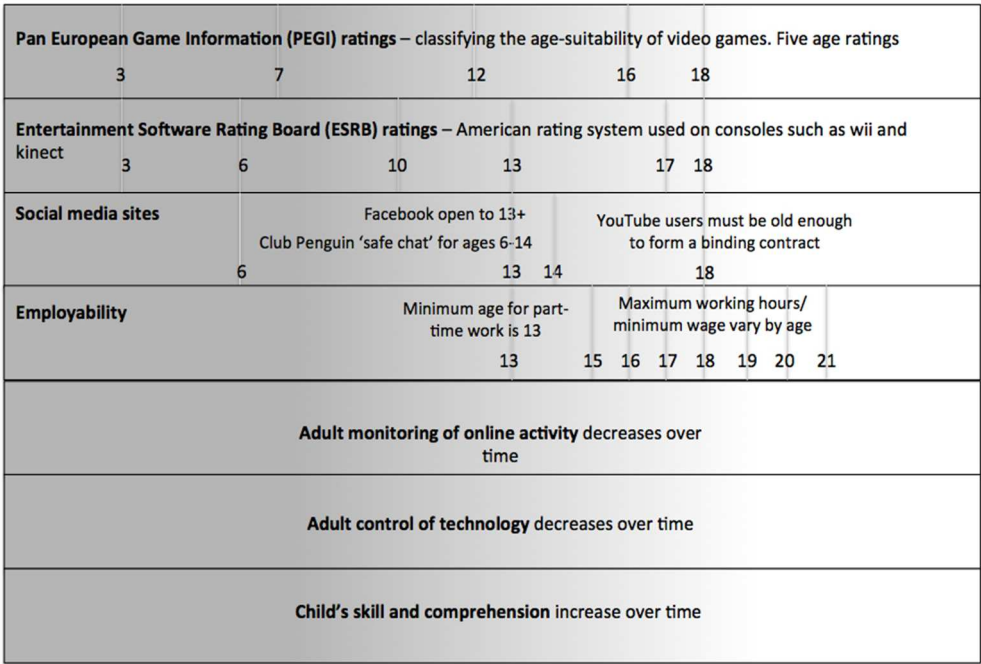 Pan European Game Information (PEGI) ratings – classifying the age-suitability of video games. Five age ratings
3 7 12 16 18
Entertainment Software Rating Board (ESRB) ratings – American rating system used on consoles such as wii and
kinect
3 6 10 13 17 18
Social media sites
Facebook open to 13+
Club Penguin ‘safe chat’ for ages 6-14
YouTube users must be old enough
to form a binding contract
6 13 14 18
Employability
Minimum age for part-
time work is 13
Maximum working hours/
minimum wage vary by age
13 15 16 17 18 19 20 21
Adult monitoring of online activity decreases over
time
Adult control of technology decreases over time
Child’s skill and comprehension increase over time